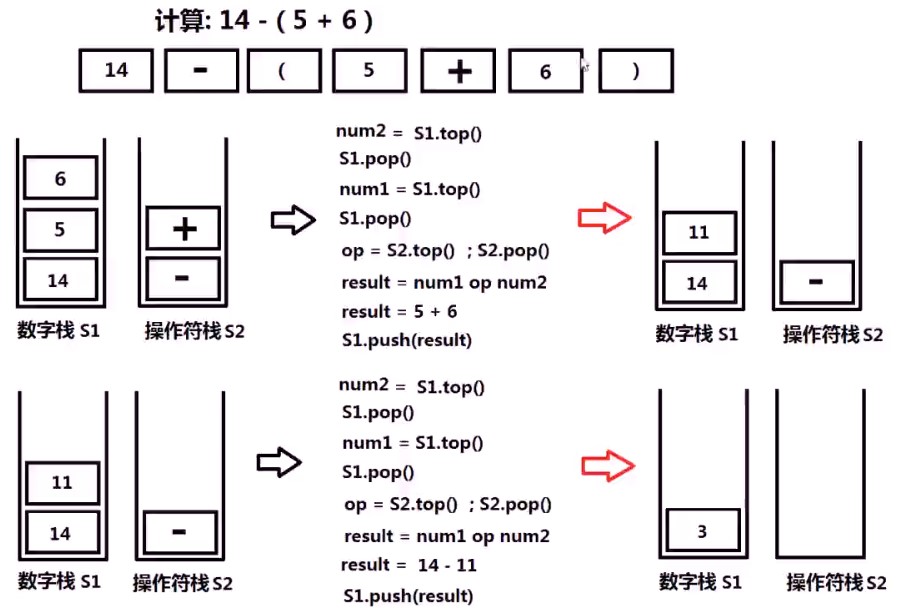 计算: 14 - ( 5 + 6 )
14 - ( 5 + 6 )
num2 = S1.top()
S1.pop()
num1 = S1.top()
S1.pop()
op = S2.top() ; S2.pop()
result = num1 op num2
result = 5 + 6
S1.push(result)
6
5
14
数字栈 S1
+
-
操作符栈 S2
11
14
数字栈 S1
-
操作符栈 S2
num2 = S1.top()
S1.pop()
num1 = S1.top()
S1.pop()
op = S2.top() ; S2.pop()
result = num1 op num2
result = 14 - 11
S1.push(result)
11
14
数字栈 S1
-
操作符栈 S2
3
数字栈 S1
操作符栈 S2